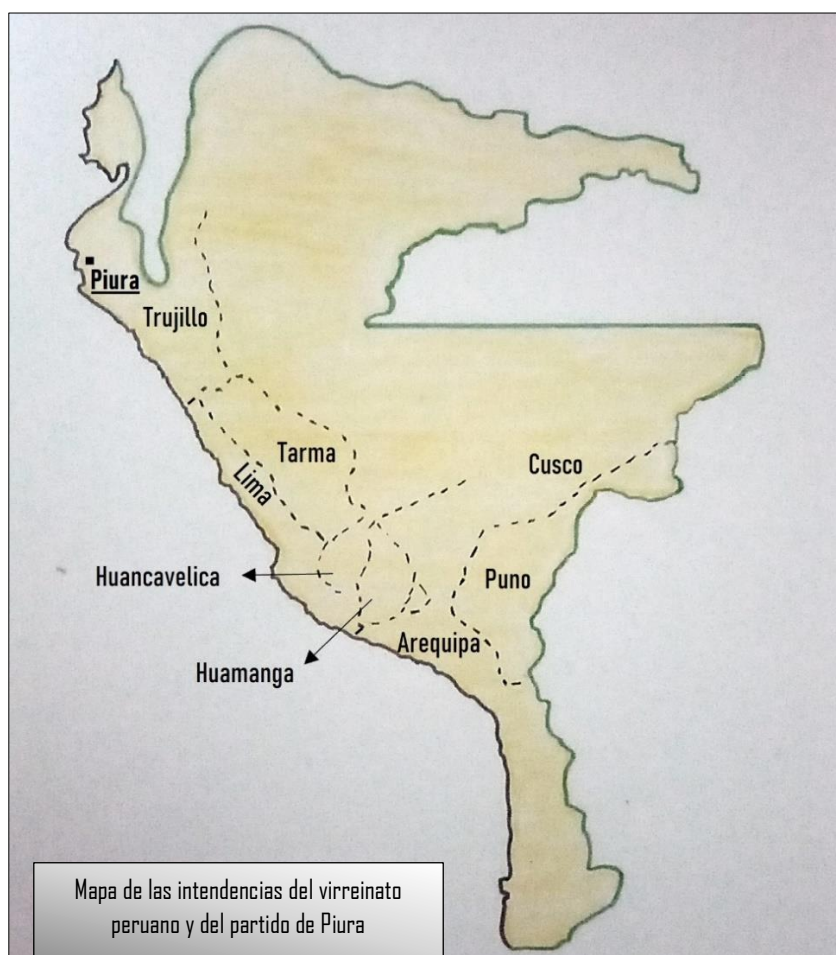 Piura
Trujillo
Tarma
Lima
Cusco
Huancavelica
Puno
Arequipa
Huamanga
Mapa de las intendencias del virreinato
peruano y del partido de Piura